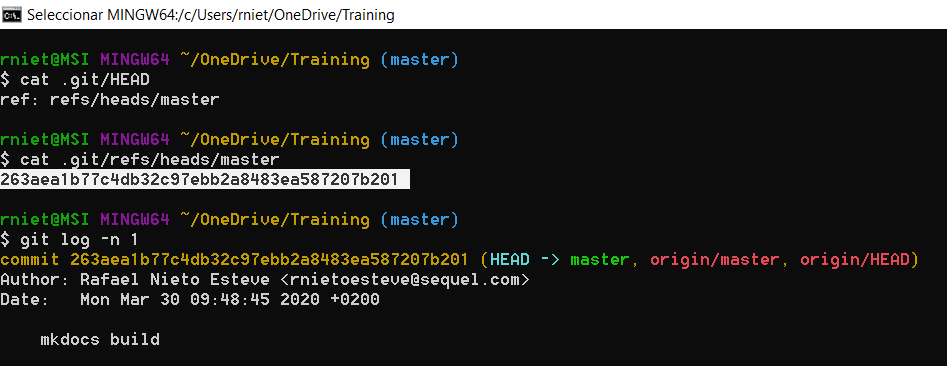 Seleccionar MINGW64:/c/Users/rniet/OneDrive/Training
rniet@MSI MINGW64 ~/OneDrive/Training (master)
$ cat .git/HEAD
ref: refs/heads/master
rniet@MSI MINGW64 ~/OneDrive/Training (master)
$ cat .git/refs/heads/master
263aea1b77c4db32c97ebb2a8483ea587207b201
rniet@MSI MINGW64 ~/OneDrive/Training (master)
$ git log -n 1
commit 263aea1b77c4db32c97ebb2a8483ea587207b201 (HEAD -> master, origin/master, origin/HEAD)
Author: Rafael Nieto Esteve <rnietoesteve@sequel.com>
Date:   Mon Mar 30 09:48:45 2020 +0200
    mkdocs build